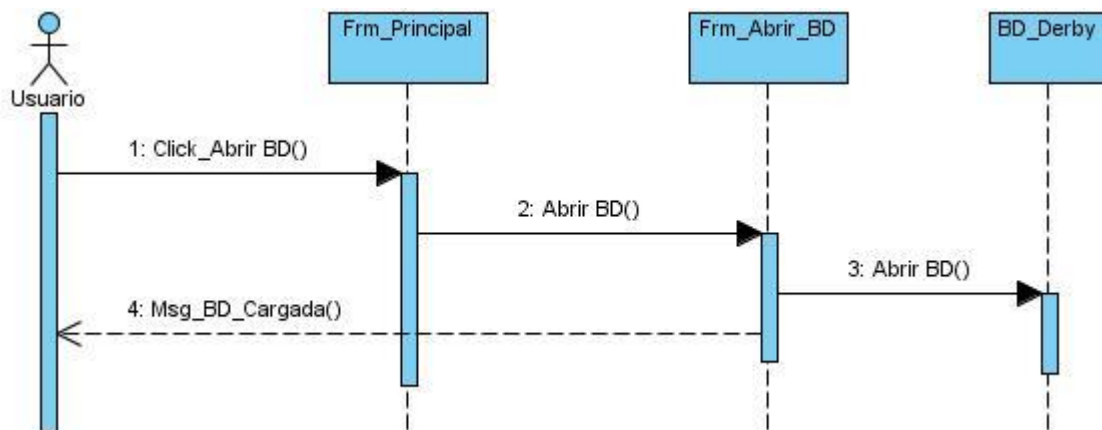 Frm_Principal
Frm_Abrir_BD
BD_Derby
Usuario
1: Click_Abrir BD()
2: Abrir BD()
3: Abrir BD()
4: Msg_BD_Cargada()